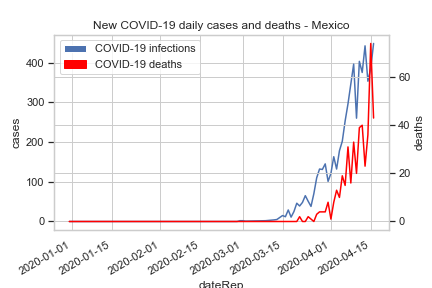 New COVID-19 daily cases and deaths - Mexico
COVID-19 infections
COVID-19 deaths
cases
400
300
200
100
0
deaths
60
40
20
0
2020-01-01
2020-01-15
2020-02-01
2020-02-15
2020-03-01
2020-03-15
2020-04-01
2020-04-15
dateRep